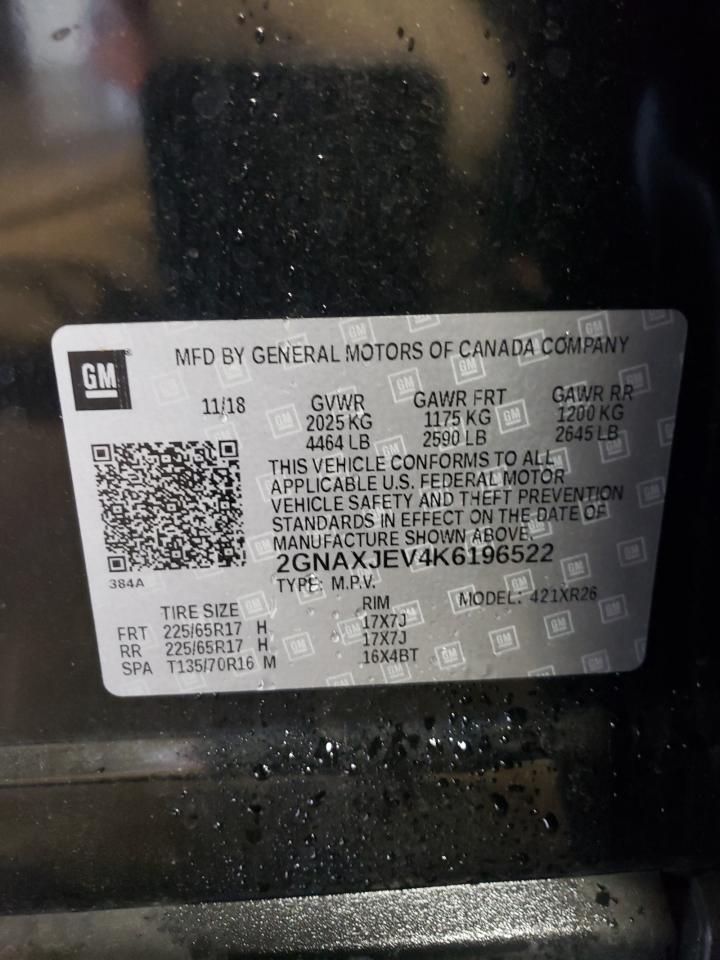 GM
MFD BY GENERAL MOTORS OF CANADA COMPANY
11/18 GVWR GAWR FRT GAWR RR
2025 KG 1175 KG 1200 KG
4464 LB 2590 LB 2645 LB
THIS VEHICLE CONFORMS TO ALL
APPLICABLE U.S. FEDERAL MOTOR
VEHICLE SAFETY AND THEFT PREVENTION
STANDARDS IN EFFECT ON THE DATE OF
MANUFACTURE SHOWN ABOVE.
2GNAXJEV4K6196522
384A
TYPE: M.P.V. MODEL: 421XR26
TIRE SIZE RIM
FRT 225/65R17 H 17X7J
RR 225/65R17 H 17X7J
SPA T135/70R16 M 16X4BT